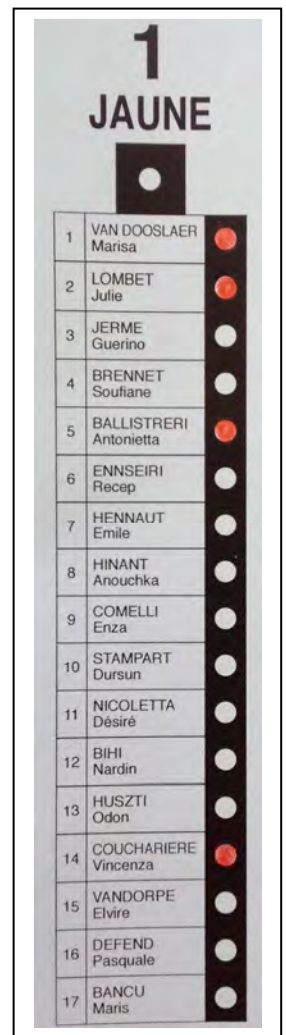 1
JAUNE
1 VAN DOOSLAER
Marisa
2 LOMBET
Julie
3 JERME
Guerino
4 BRENNET
Soufiane
5 BALLISTRERI
Antonietta
6 ENNSEIRI
Recep
7 HENNAUT
Emile
8 HINANT
Anouchka
9 COMELLI
Enza
10 STAMPART
Dursun
11 NICOLETTA
Désiré
12 BIHI
Nardin
13 HUSZTI
Odon
14 COUCHARIERE
Vincenza
15 VANDORPE
Elvire
16 DEFEND
Pasquale
17 BANCU
Maris